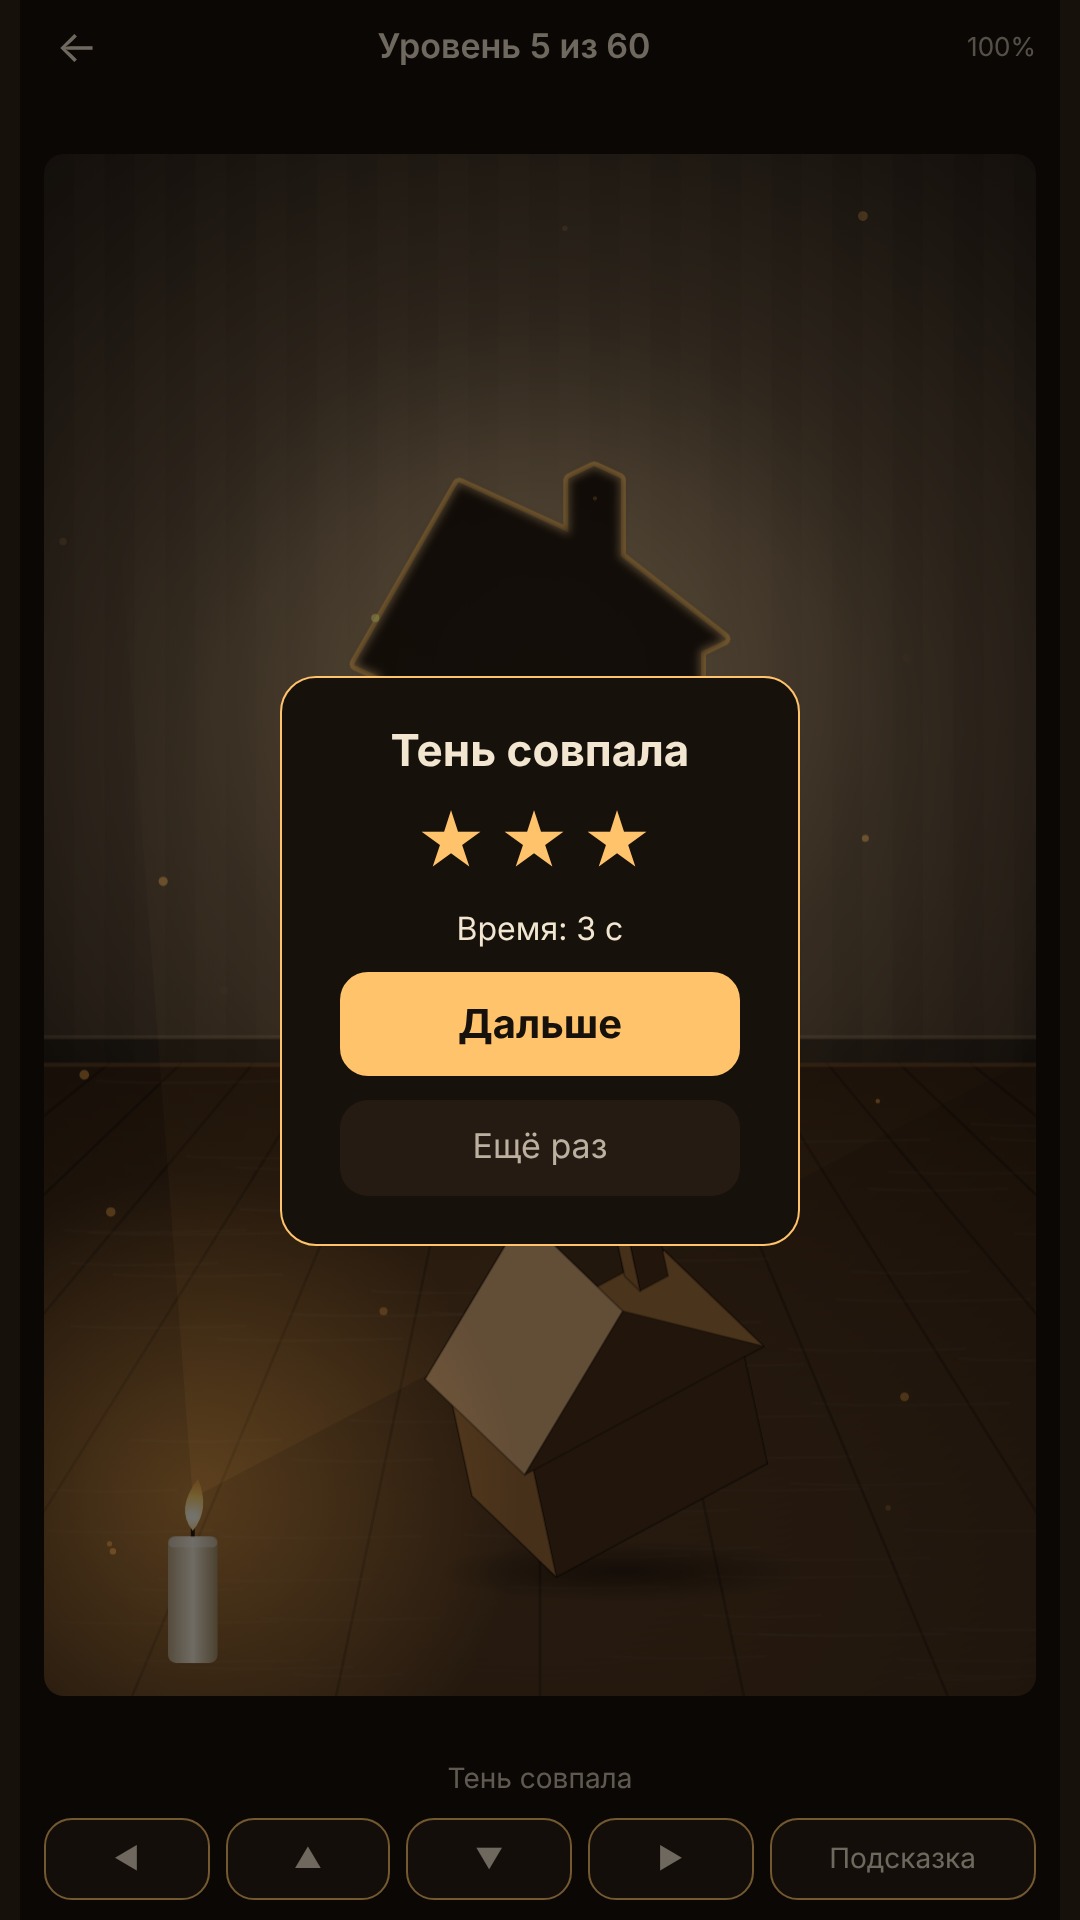 Уровень 5 из 60
100%
Тень совпала
Время: 3 с
Дальше
Ещё раз
Тень совпала
Подсказка